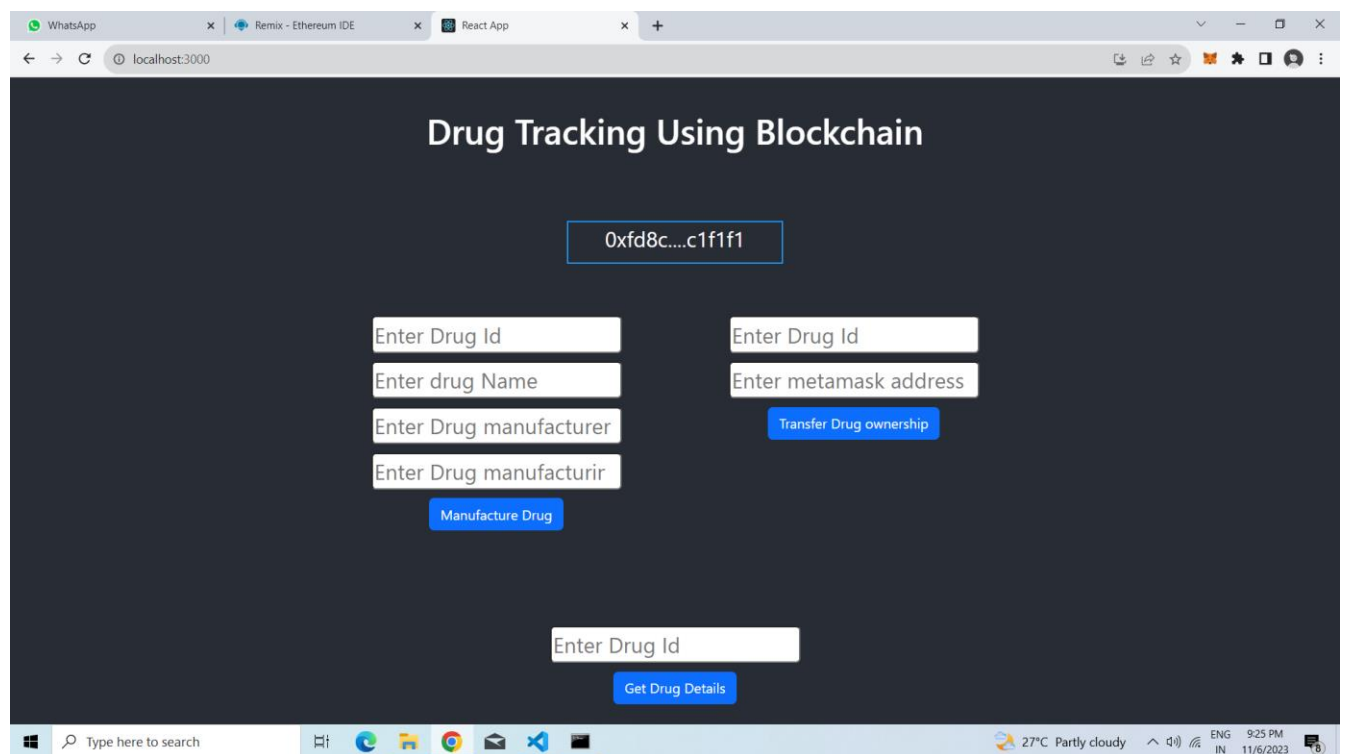 WhatsApp
Remix - Ethereum IDE
React App
localhost:3000
Drug Tracking Using Blockchain
0xfd8c....c1f1f1
Enter Drug Id
Enter drug Name
Enter Drug manufacturer
Enter Drug manufacturir
Manufacture Drug
Enter Drug Id
Enter metamask address
Transfer Drug ownership
Enter Drug Id
Get Drug Details
Type here to search
27°C Partly cloudy
ENG
IN
9:25 PM
11/6/2023
8